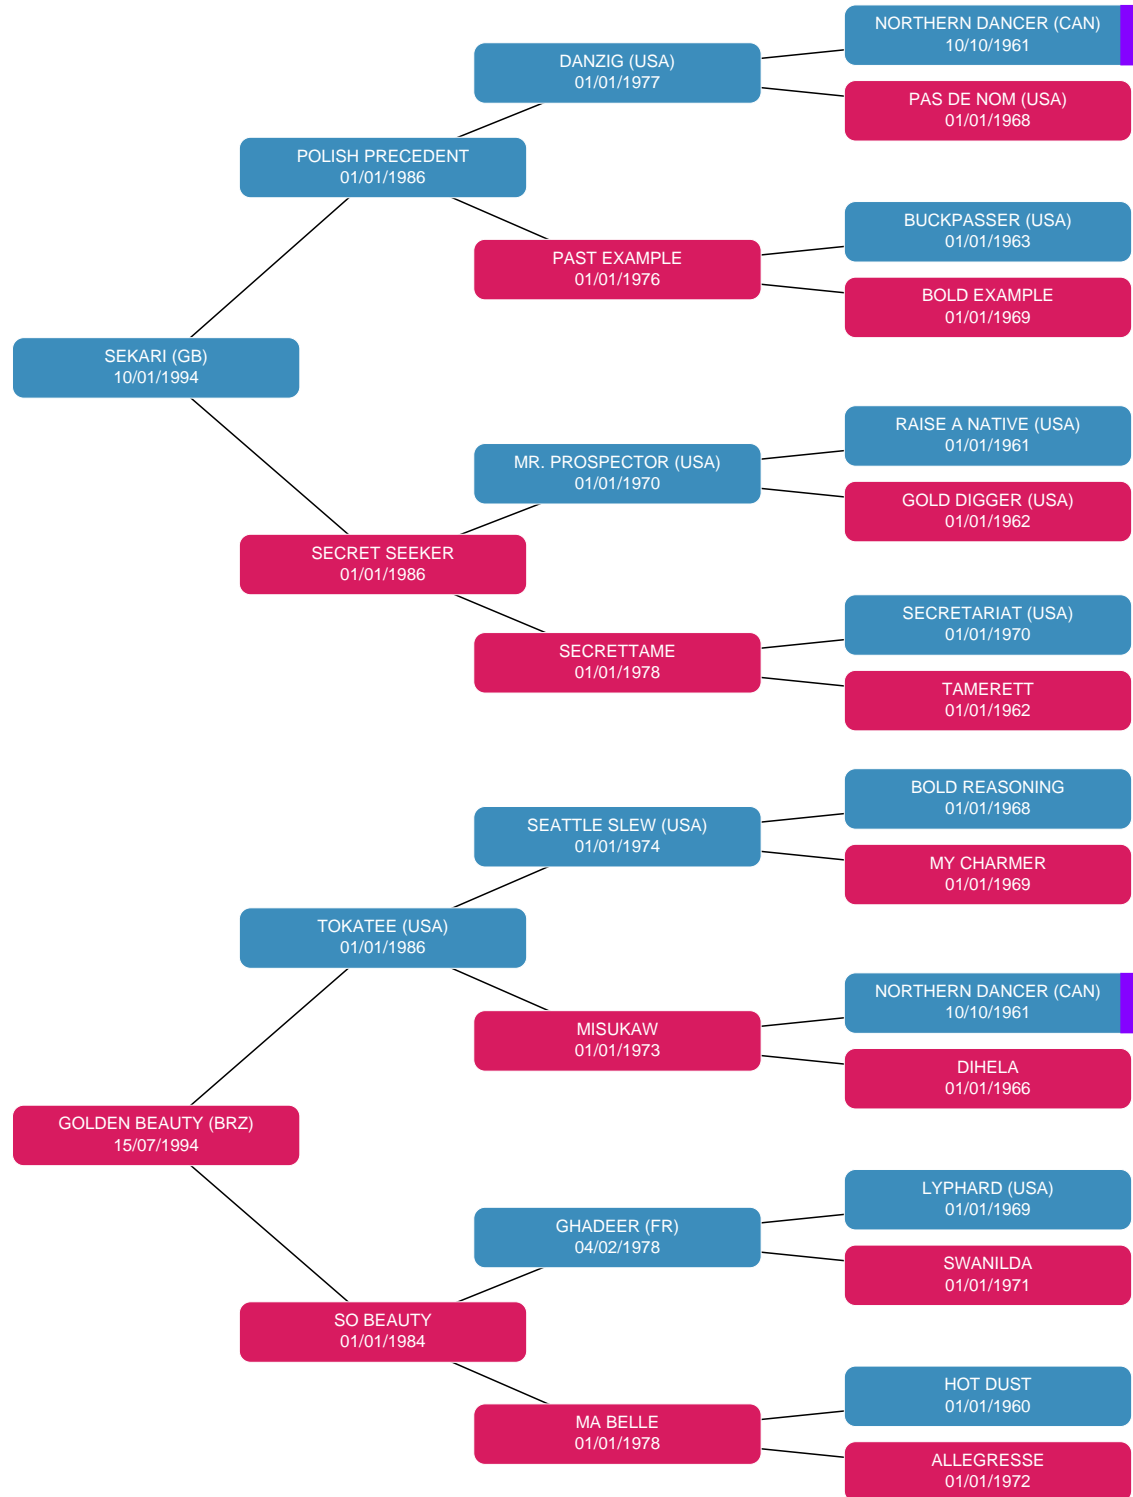 NORTHERN DANCER (CAN)
10/10/1961
DANZIG (USA)
01/01/1977
PAS DE NOM (USA)
01/01/1968
POLISH PRECEDENT
01/01/1986
BUCKPASSER (USA)
01/01/1963
PAST EXAMPLE
01/01/1976
BOLD EXAMPLE
01/01/1969
SEKARI (GB)
10/01/1994
RAISE A NATIVE (USA)
01/01/1961
MR. PROSPECTOR (USA)
01/01/1970
GOLD DIGGER (USA)
01/01/1962
SECRET SEEKER
01/01/1986
SECRETARIAT (USA)
01/01/1970
SECRETTAME
01/01/1978
TAMERETT
01/01/1962
BOLD REASONING
01/01/1968
SEATTLE SLEW (USA)
01/01/1974
MY CHARMER
01/01/1969
TOKATEE (USA)
01/01/1986
NORTHERN DANCER (CAN)
10/10/1961
MISUKAW
01/01/1973
DIHELA
01/01/1966
GOLDEN BEAUTY (BRZ)
15/07/1994
LYPHARD (USA)
01/01/1969
GHADEER (FR)
04/02/1978
SWANILDA
01/01/1971
SO BEAUTY
01/01/1984
HOT DUST
01/01/1960
MA BELLE
01/01/1978
ALLEGRESSE
01/01/1972